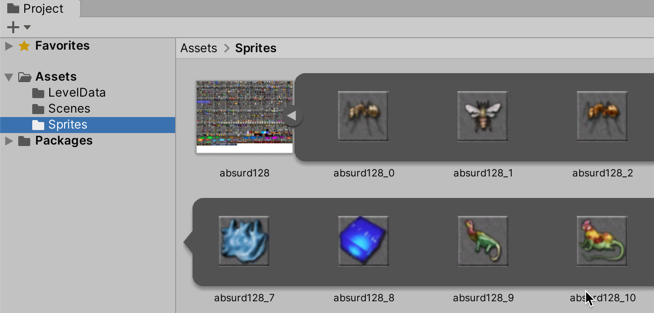 Project
Favorites
Assets > Sprites
Assets
LevelData
Scenes
Sprites
Packages
absurd128
absurd128_0
absurd128_1
absurd128_2
absurd128_7
absurd128_8
absurd128_9
absurd128_10